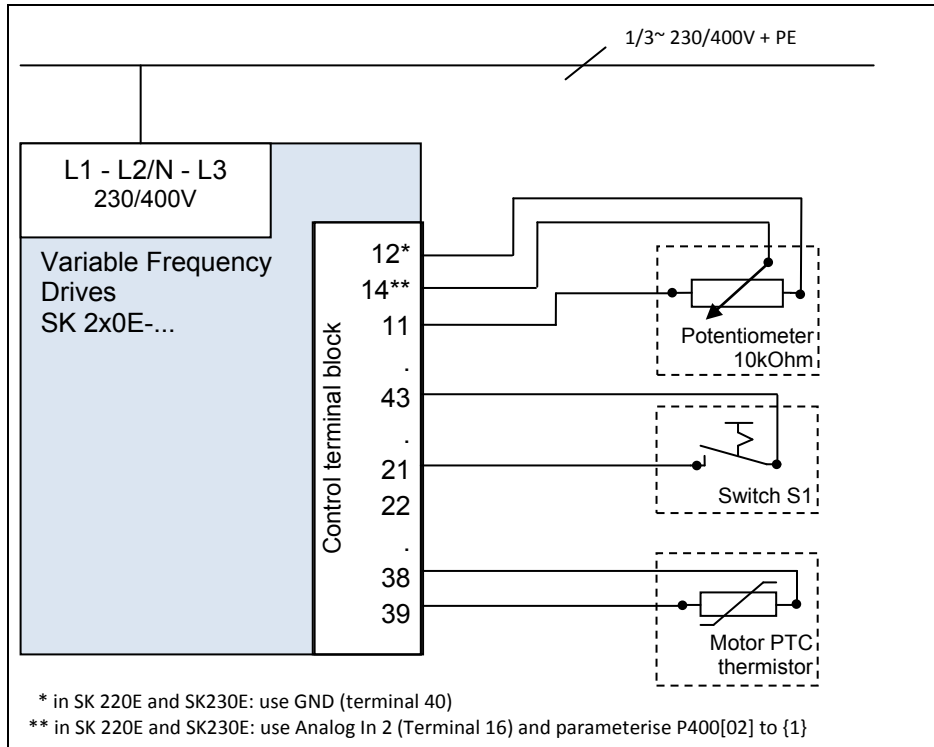 1/3~ 230/400V + PE
L1 - L2/N - L3
230/400V
Variable Frequency
Drives
SK 2x0E-...
Control terminal block
12*
14**
11
.
43
.
21
22
.
38
39
Potentiometer
10kOhm
Switch S1
Motor PTC
thermistor
* in SK 220E and SK230E: use GND (terminal 40)
** in SK 220E and SK230E: use Analog In 2 (Terminal 16) and parameterise P400[02] to {1}